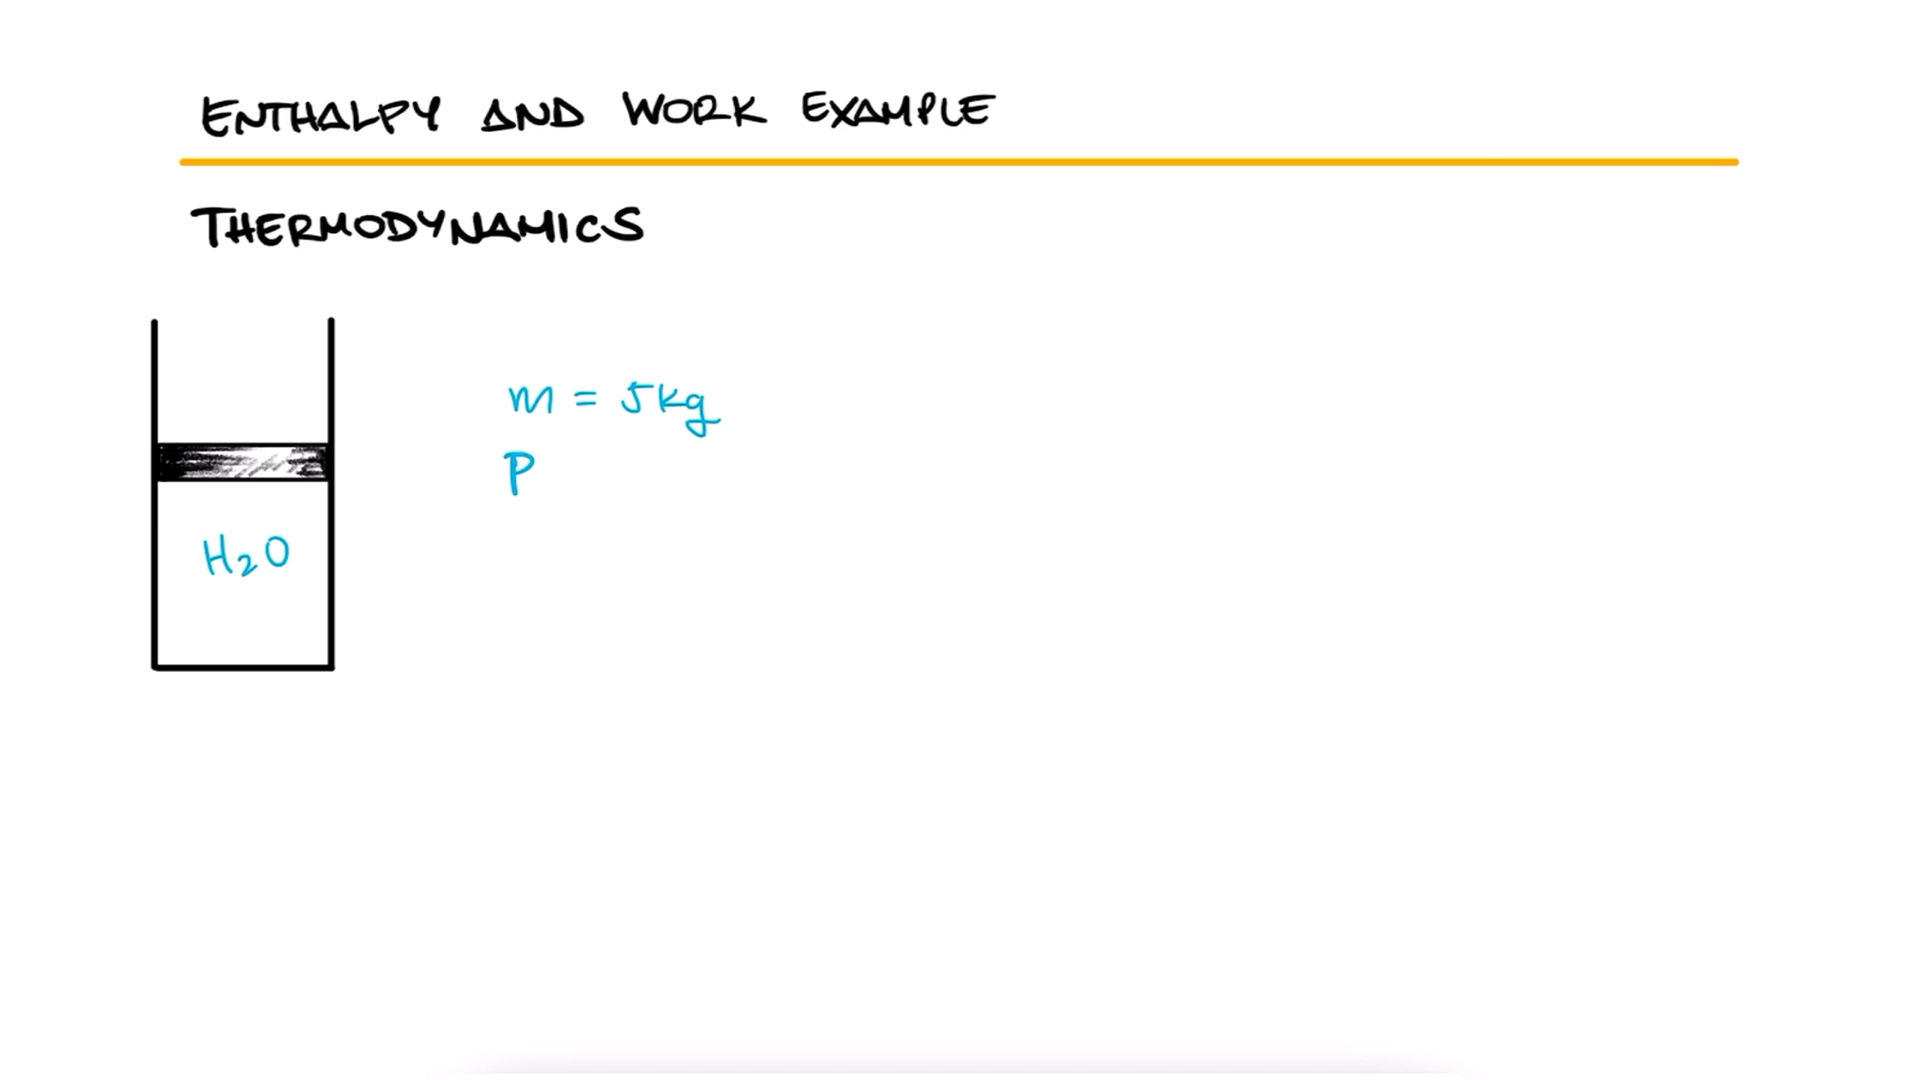 ENTHALPY AND WORK EXAMPLE
THERMODYNAMICS
m = 5kg
P
H₂O